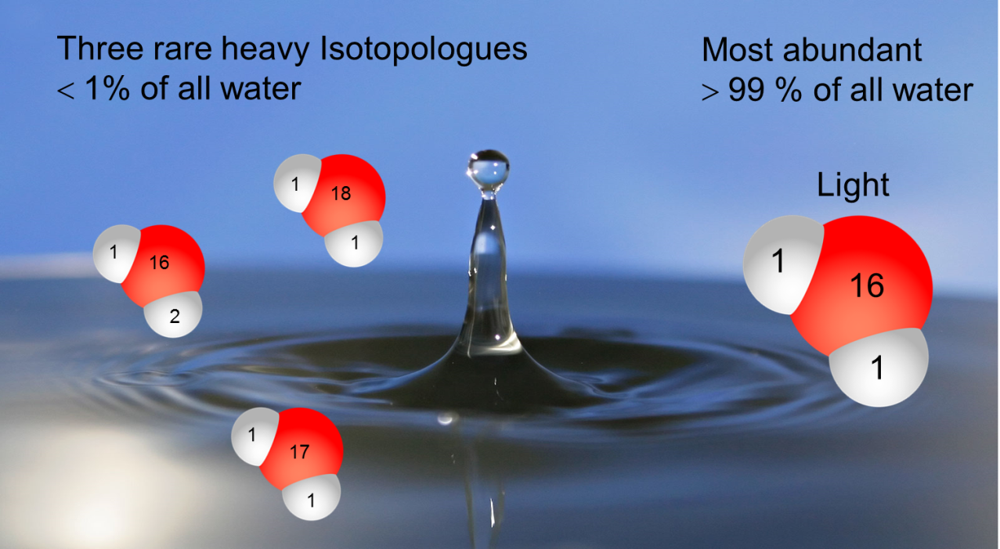 Three rare heavy Isotopologues
< 1% of all water
Most abundant
> 99 % of all water
Light
1
18
1
1
16
2
1
16
1
1
17
1